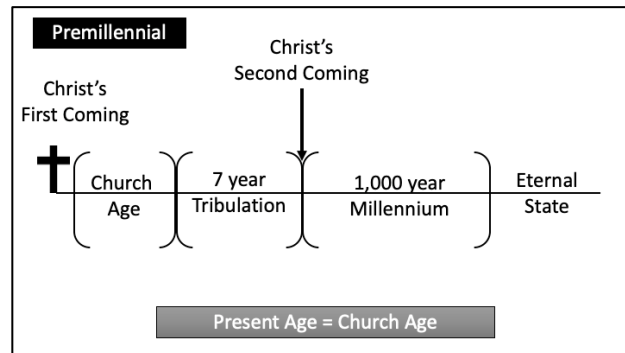 Premillennial
Christ's
Second Coming
Christ's
First Coming
Church
Age
7 year
Tribulation
1,000 year
Millennium
Eternal
State
Present Age = Church Age